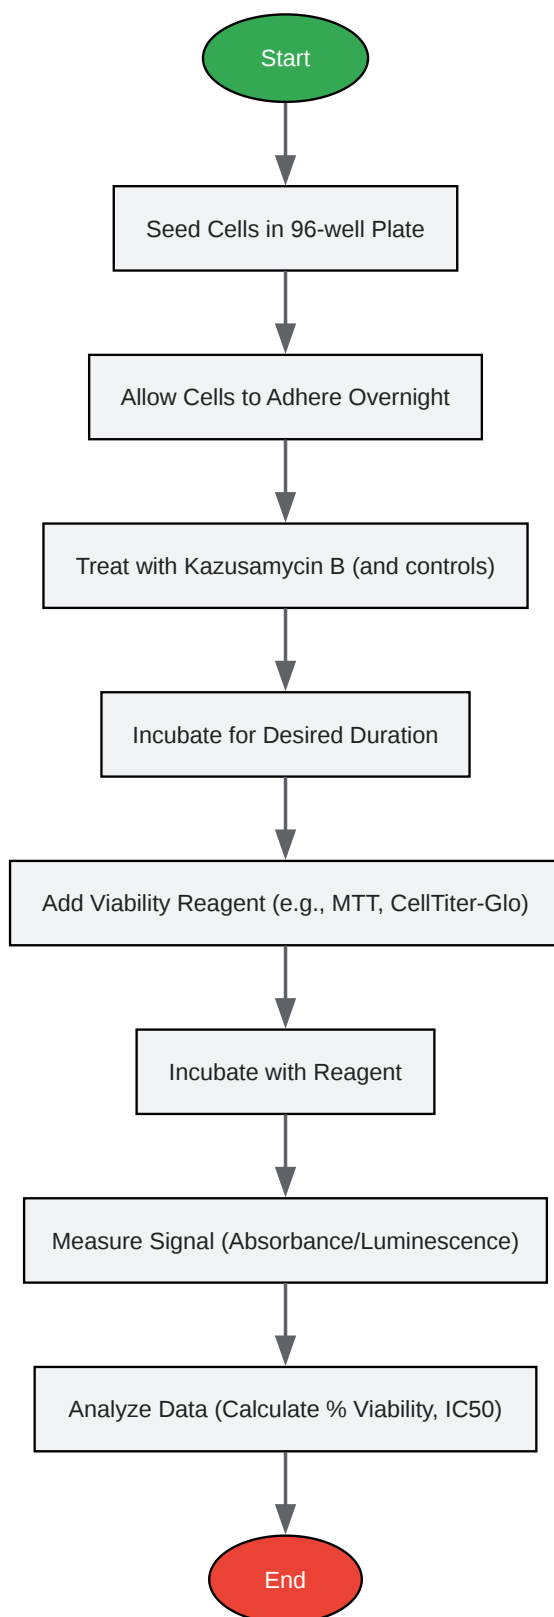 Start
Seed Cells in 96-well Plate
Allow Cells to Adhere Overnight
Treat with Kazusamycin B (and controls)
Incubate for Desired Duration
Add Viability Reagent (e.g., MTT, CellTiter-Glo)
Incubate with Reagent
Measure Signal (Absorbance/Luminescence)
Analyze Data (Calculate % Viability, IC50)
End